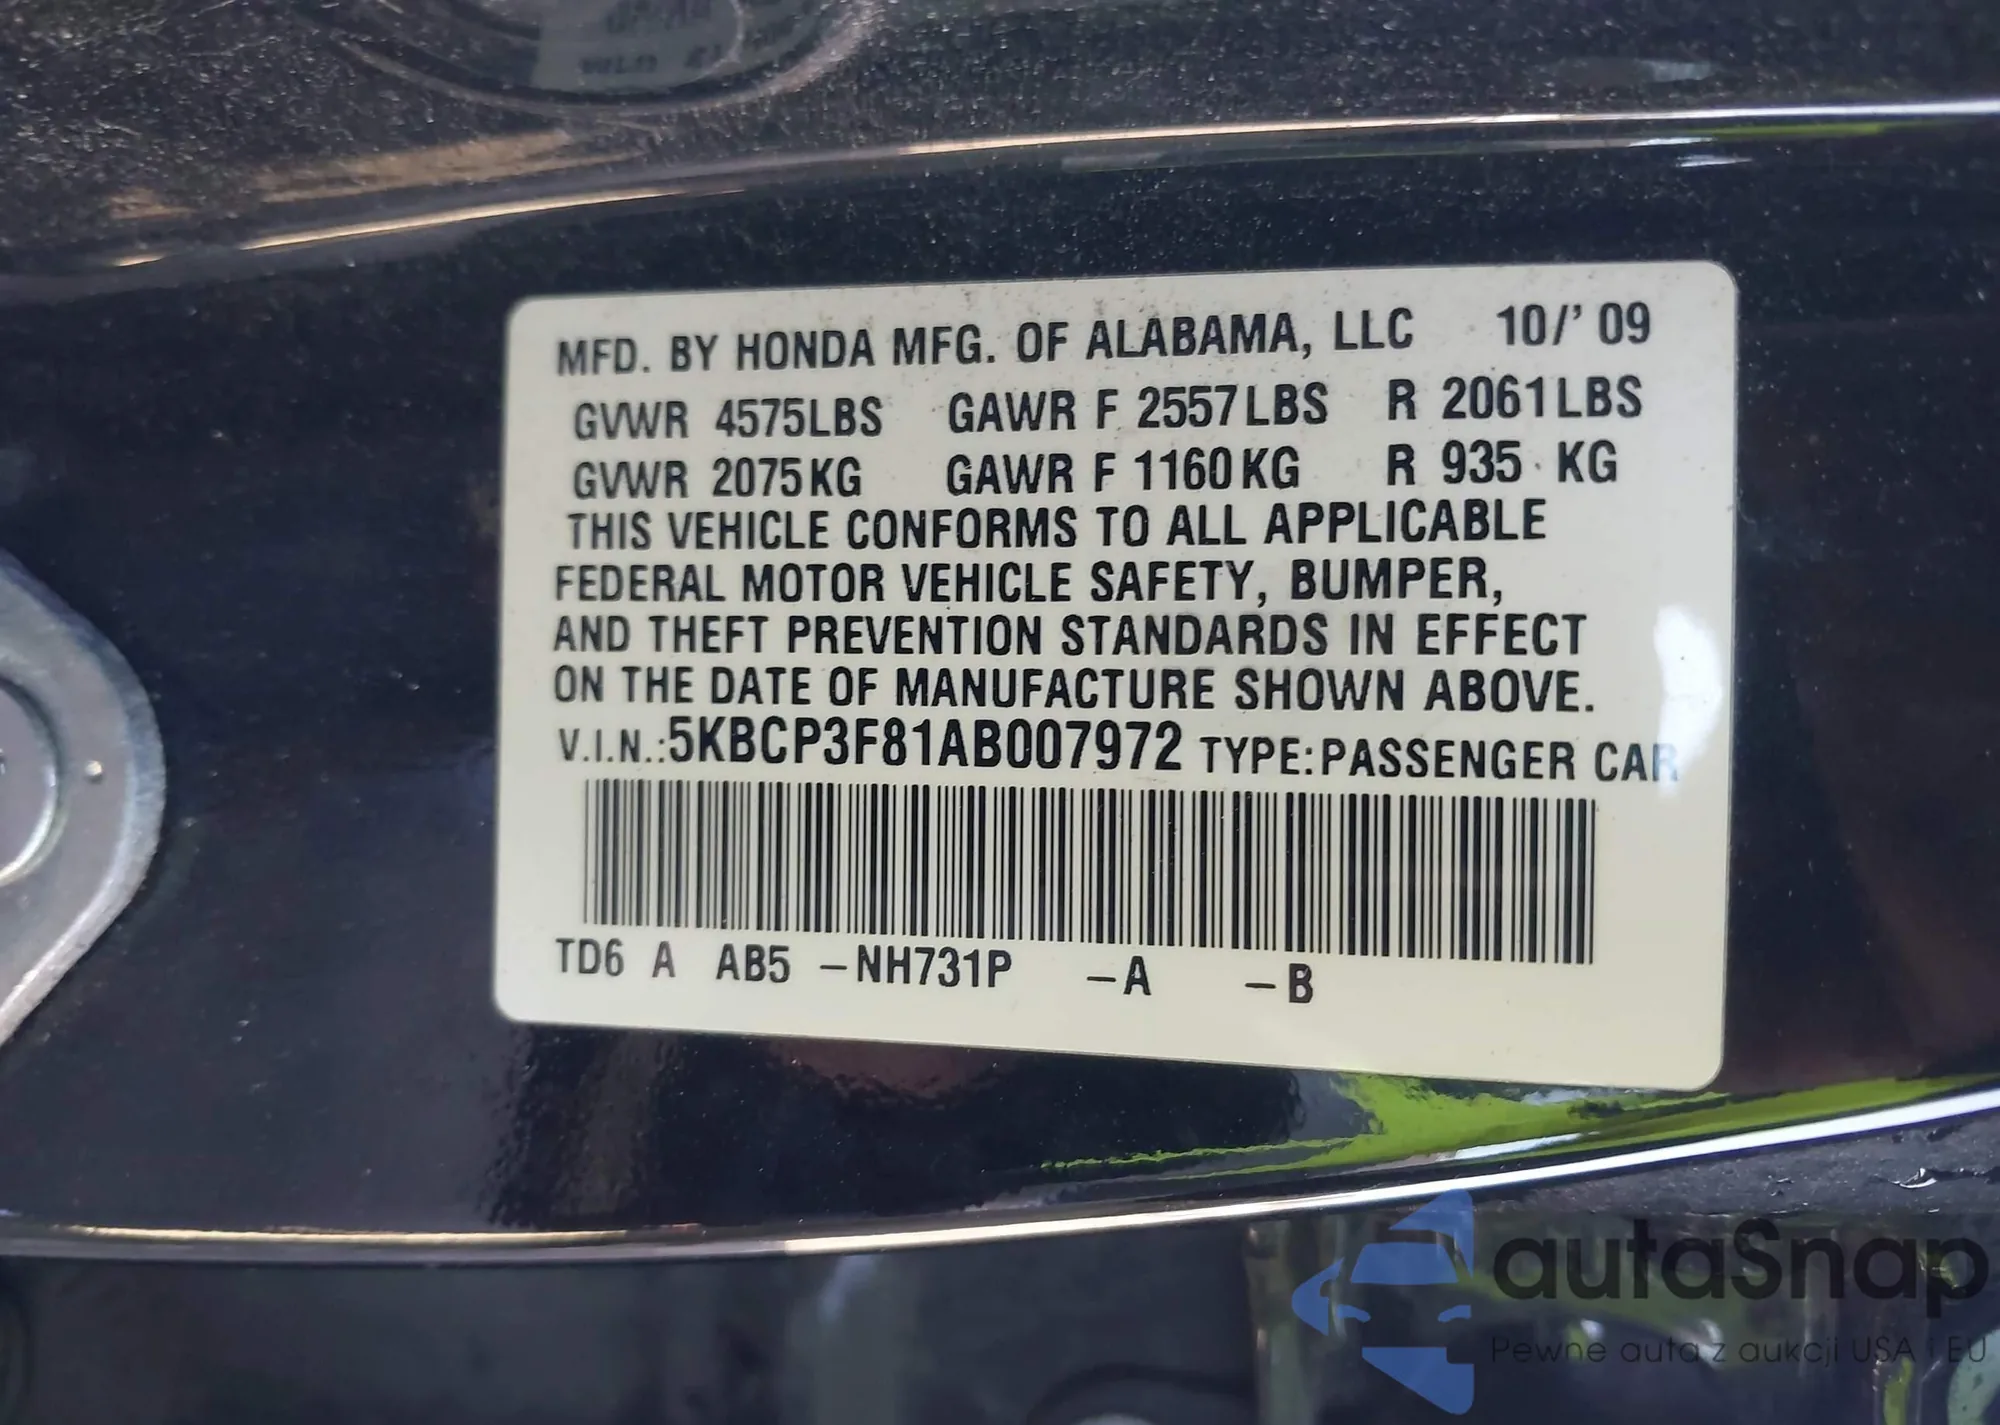 MFD. BY HONDA MFG. OF ALABAMA, LLC 10/' 09
GVWR 4575LBS GAWR F 2557LBS R 2061LBS
GVWR 2075KG GAWR F 1160KG R 935 KG
THIS VEHICLE CONFORMS TO ALL APPLICABLE
FEDERAL MOTOR VEHICLE SAFETY, BUMPER,
AND THEFT PREVENTION STANDARDS IN EFFECT
ON THE DATE OF MANUFACTURE SHOWN ABOVE.
V.I.N.:5KBCP3F81AB007972 TYPE:PASSENGER CAR
TD6 A AB5 -NH731P -A -B
autaSnap
Pewne auta z aukcji USA i EU